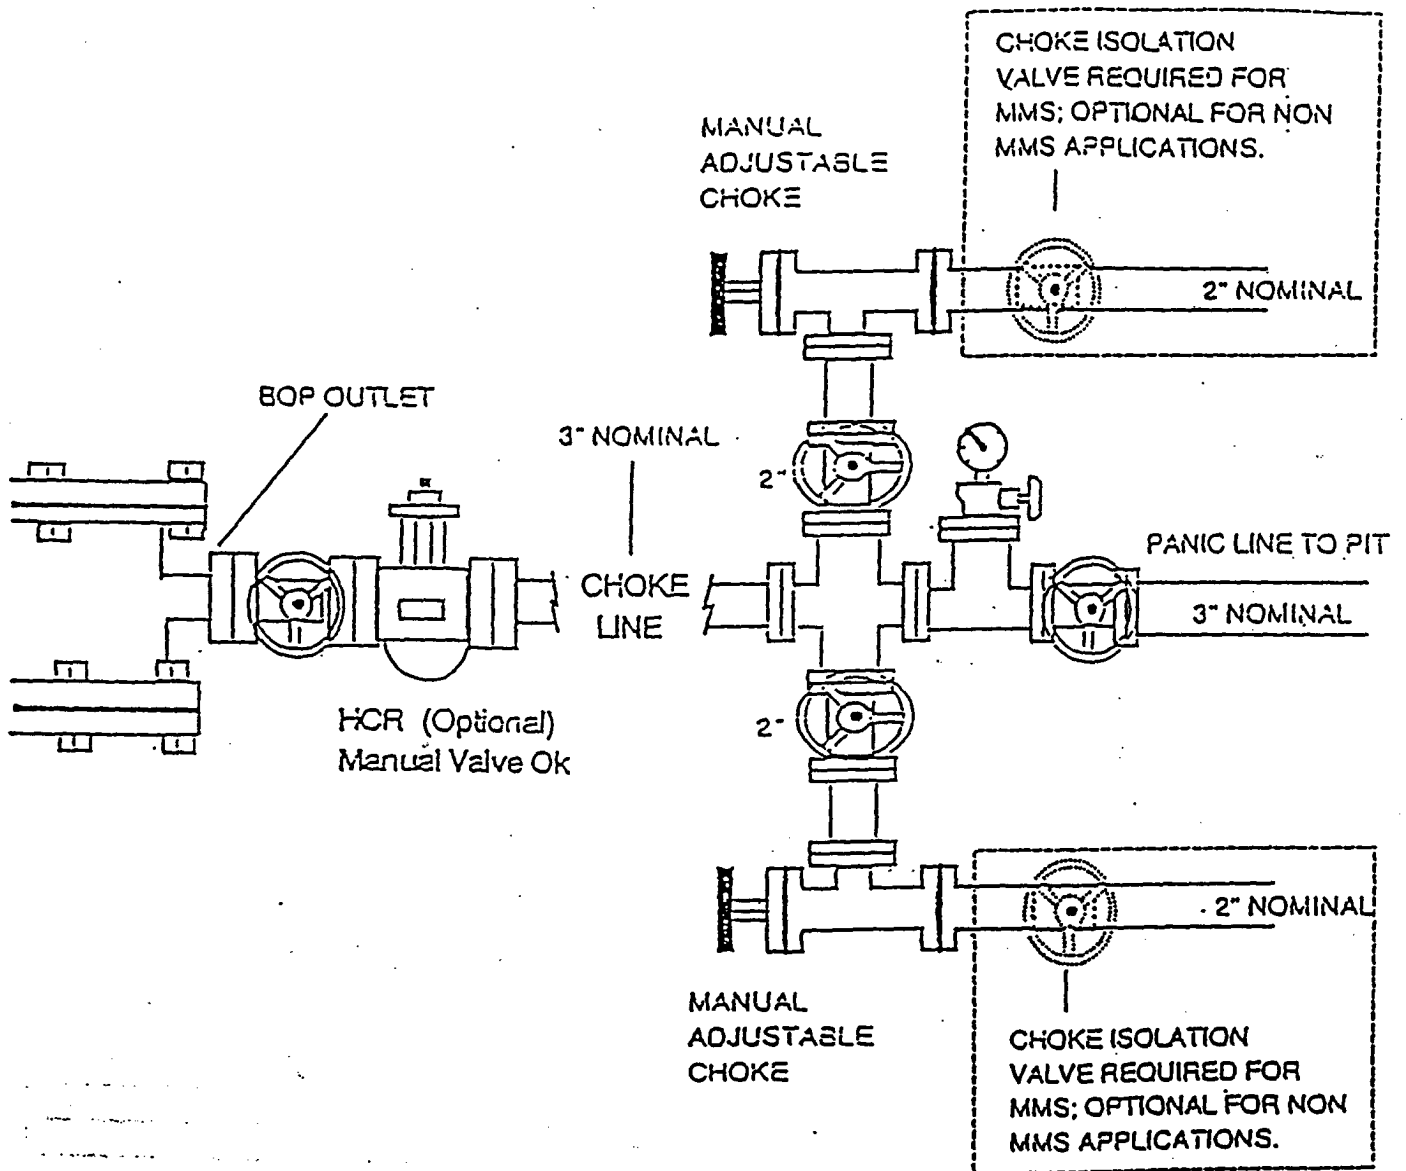 CHOKE ISOLATION
VALVE REQUIRED FOR
MMS; OPTIONAL FOR NON
MMS APPLICATIONS.
MANUAL
ADJUSTABLE
CHOKE
2" NOMINAL
BOP OUTLET
3" NOMINAL
2"
PANIC LINE TO PIT
CHOKE
LINE
3" NOMINAL
HCR (Optional)
Manual Valve Ok
2"
2" NOMINAL
MANUAL
ADJUSTABLE
CHOKE
CHOKE ISOLATION
VALVE REQUIRED FOR
MMS; OPTIONAL FOR NON
MMS APPLICATIONS.